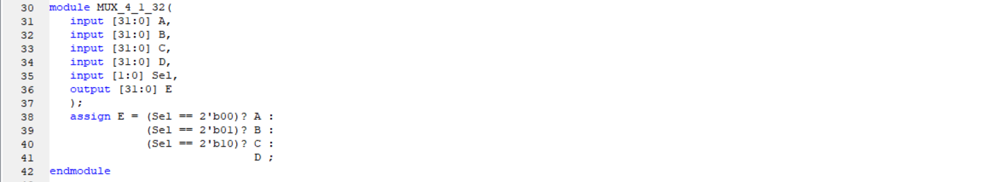 30 module MUX_4_1_32(
31 input [31:0] A,
32 input [31:0] B,
33 input [31:0] C,
34 input [31:0] D,
35 input [1:0] Sel,
36 output [31:0] E
37 );
38 assign E = (Sel == 2'b00)? A :
39 (Sel == 2'b01)? B :
40 (Sel == 2'b10)? C :
41 D ;
42 endmodule